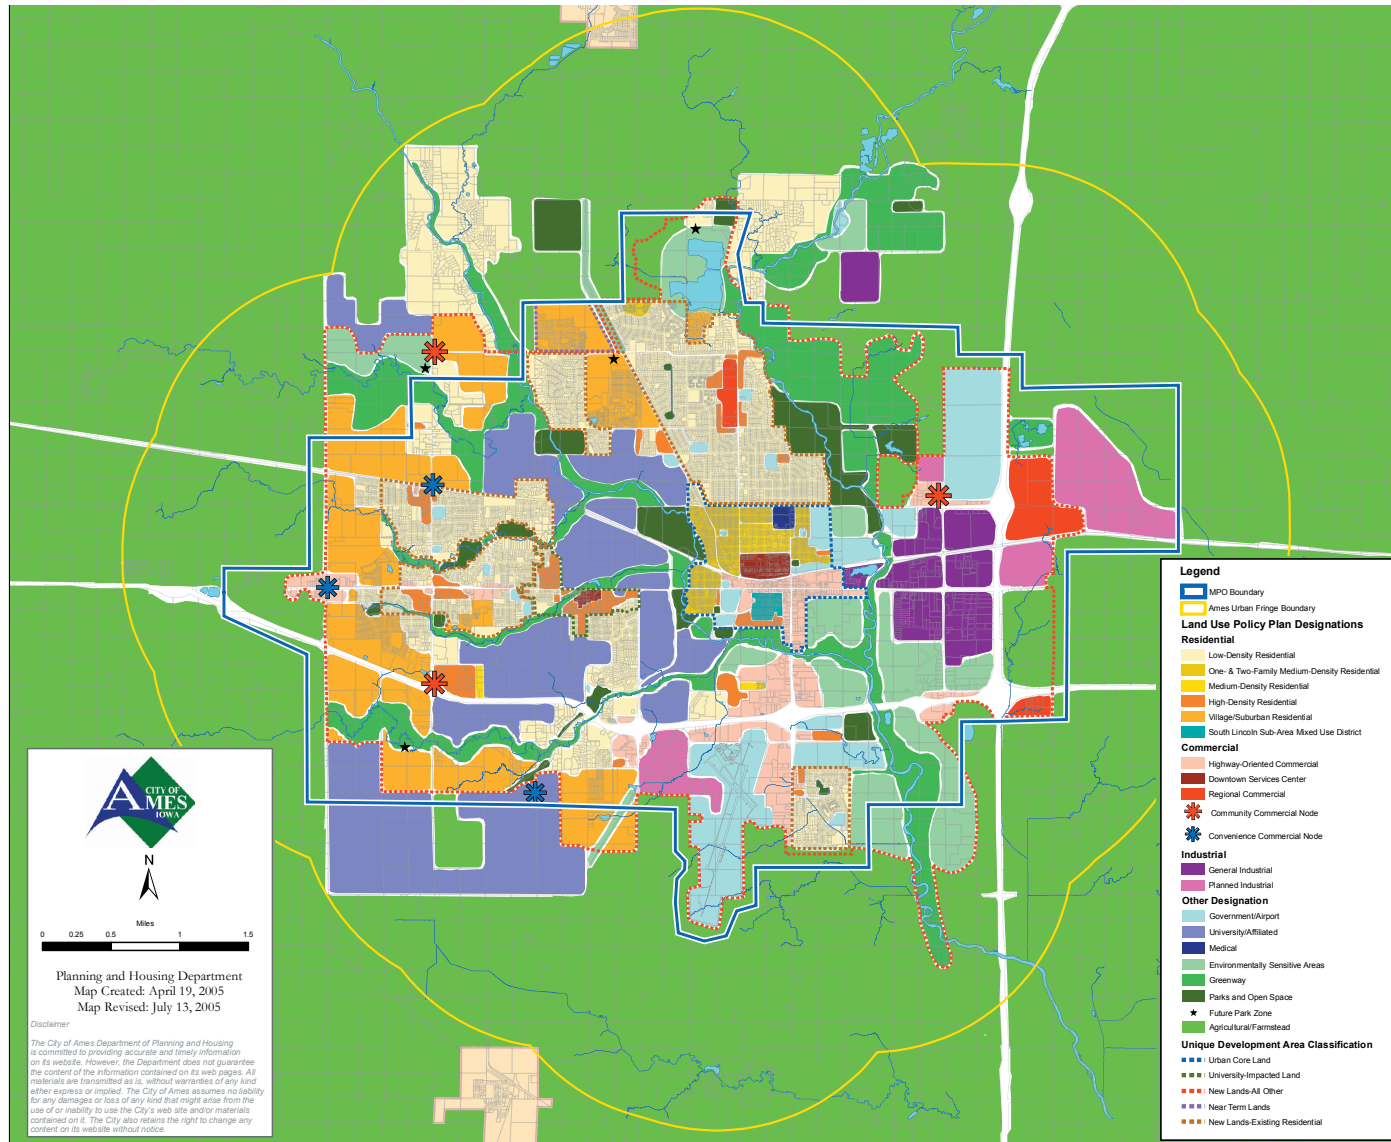 CITY OF
AMES
IOWA
N
Miles
0 0.25 0.5 1 1.5
Planning and Housing Department
Map Created: April 19, 2005
Map Revised: July 13, 2005
Disclaimer
The City of Ames Department of Planning and Housing
is committed to providing accurate and timely information
on its website. However, the Department does not guarantee
the content of the information contained on its web pages. All
materials are transmitted as is, without warranties of any kind
either express or implied. The City of Ames assumes no liability
for any damages or loss of any kind that might arise from the
use of or inability to use the City's web site and/or materials
contained on it. The City also retains the right to change any
content on its website without notice.
Legend
MPO Boundary
Ames Urban Fringe Boundary
Land Use Policy Plan Designations
Residential
Low-Density Residential
One- & Two-Family Medium-Density Residential
Medium-Density Residential
High-Density Residential
Village/Suburban Residential
South Lincoln Sub-Area Mixed Use District
Commercial
Highway-Oriented Commercial
Downtown Services Center
Regional Commercial
Community Commercial Node
Convenience Commercial Node
Industrial
General Industrial
Planned Industrial
Other Designation
Government/Airport
University/Affiliated
Medical
Environmentally Sensitive Areas
Greenway
Parks and Open Space
Future Park Zone
Agricultural/Farmstead
Unique Development Area Classification
Urban Core Land
University-Impacted Land
New Lands-All Other
Near Term Lands
New Lands-Existing Residential